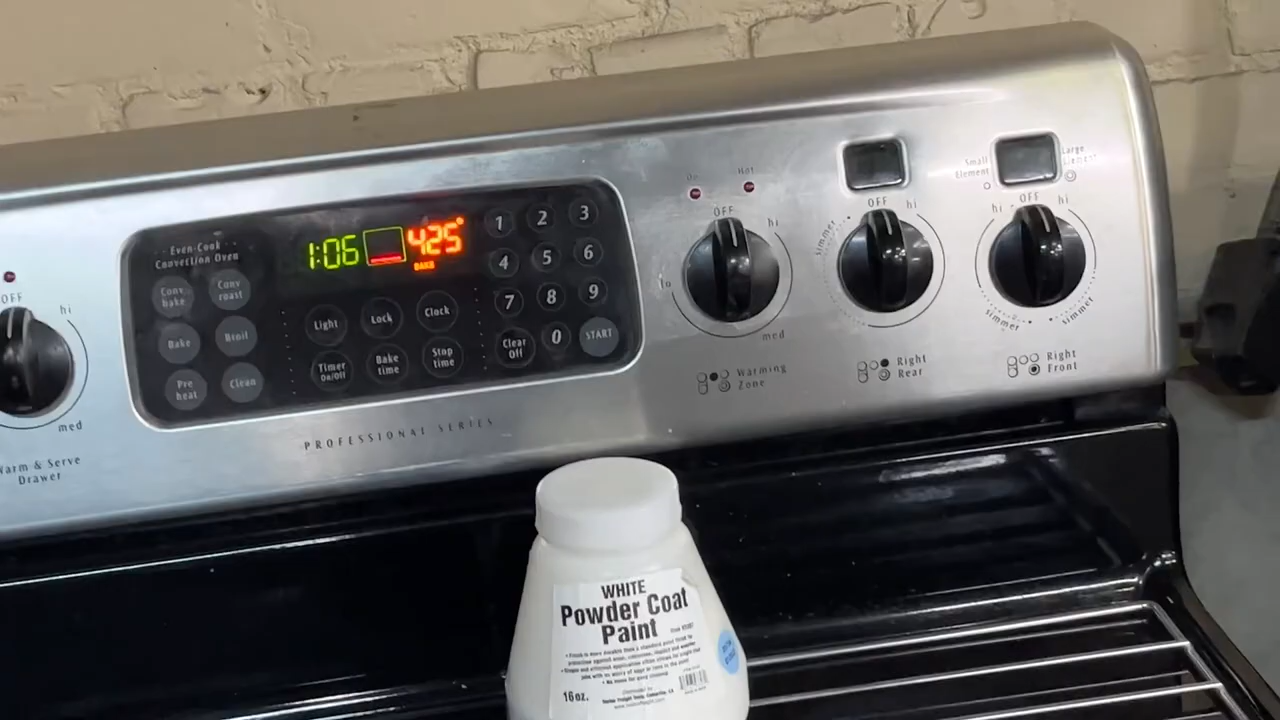 Even-Cook
Convection Oven
Conv
bake
Conv
roast
Bake
Broil
Pre
heat
Clean
1:06
425°
BAKE
Light
Lock
Clock
Timer
on/off
Bake
time
Stop
time
1
2
3
4
5
6
7
8
9
Clear
Off
0
START
PROFESSIONAL SERIES
OFF
hi
med
Warm & Serve
Drawer
On
Hot
OFF
hi
lo
med
Warming
Zone
OFF
hi
simmer
Right
Rear
Small
Element
Large
Element
OFF
hi
hi
simmer
simmer
Right
Front
WHITE
Powder Coat
Paint
16 oz.